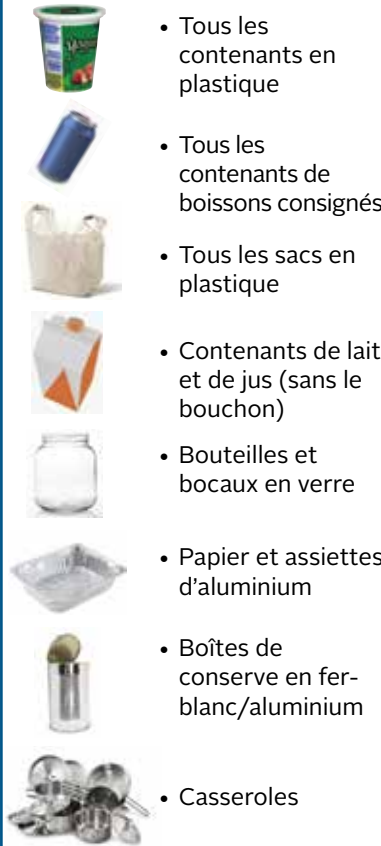 • Tous les
contenants en
plastique
• Tous les
contenants de
boissons consignés
• Tous les sacs en
plastique
• Contenants de lait
et de jus (sans le
bouchon)
• Bouteilles et
bocaux en verre
• Papier et assiettes
d'aluminium
• Boîtes de
conserve en fer-
blanc/aluminium
• Casseroles